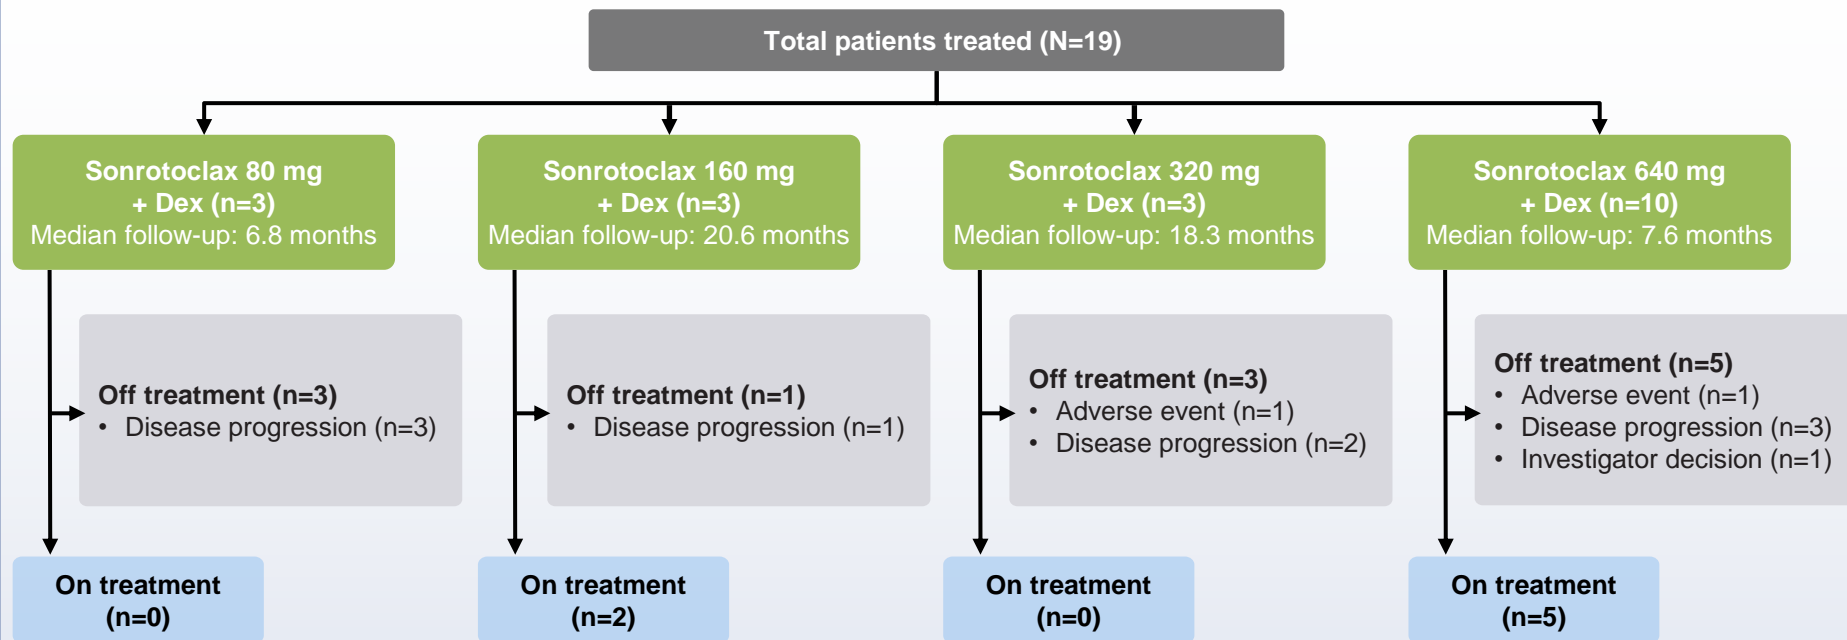 Total patients treated (N=19)
Sonrotoclax 80 mg
+ Dex (n=3)
Median follow-up: 6.8 months
Sonrotoclax 160 mg
+ Dex (n=3)
Median follow-up: 20.6 months
Sonrotoclax 320 mg
+ Dex (n=3)
Median follow-up: 18.3 months
Sonrotoclax 640 mg
+ Dex (n=10)
Median follow-up: 7.6 months
Off treatment (n=3)
• Disease progression (n=3)
Off treatment (n=1)
• Disease progression (n=1)
Off treatment (n=3)
• Adverse event (n=1)
• Disease progression (n=2)
Off treatment (n=5)
• Adverse event (n=1)
• Disease progression (n=3)
• Investigator decision (n=1)
On treatment
(n=0)
On treatment
(n=2)
On treatment
(n=0)
On treatment
(n=5)